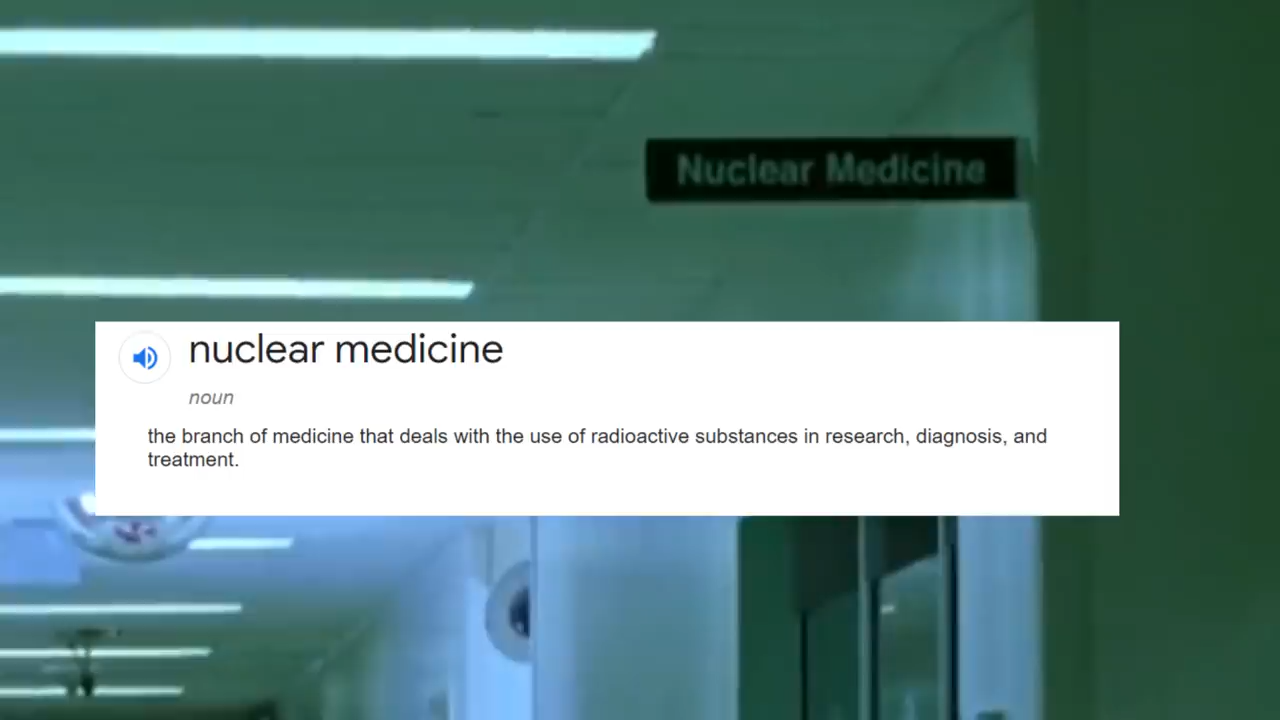 Nuclear Medicine
nuclear medicine
noun
the branch of medicine that deals with the use of radioactive substances in research, diagnosis, and
treatment.